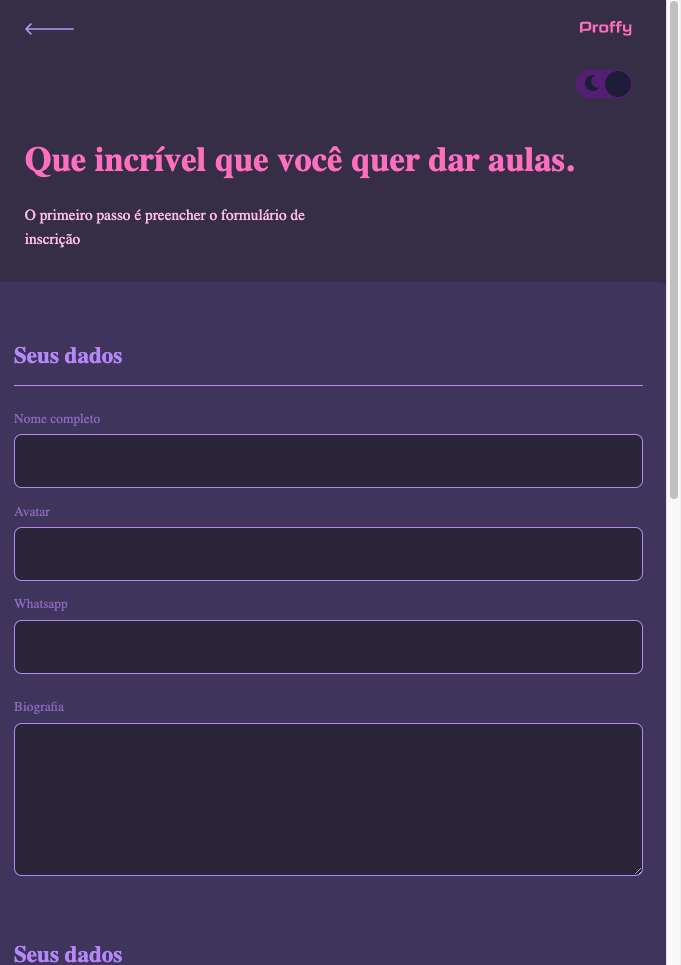 Proffy
Que incrível que você quer dar aulas.
O primeiro passo é preencher o formulário de
inscrição
Seus dados
Nome completo
Avatar
Whatsapp
Biografia
Seus dados